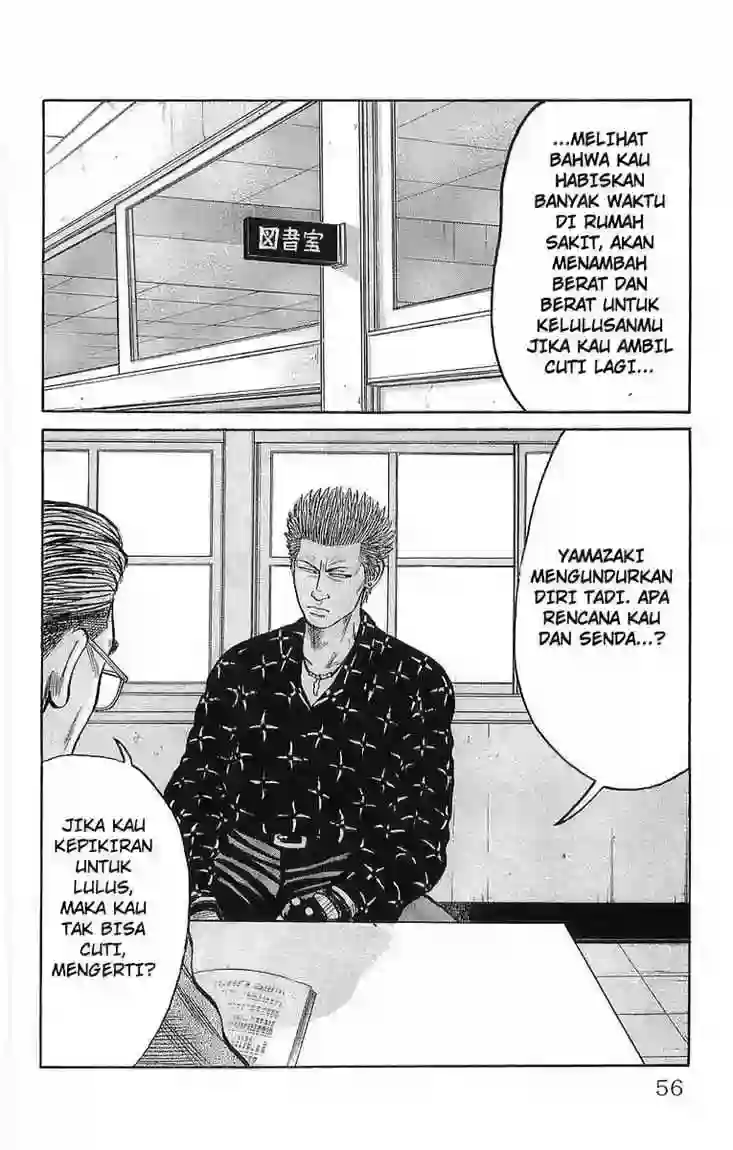 ...MELIHAT
BAHWA KAU
HABISKAN
BANYAK WAKTU
DI RUMAH
SAKIT, AKAN
MENAMBAH
BERAT DAN
BERAT UNTUK
KELULUSANMU
JIKA KAU AMBIL
CUTI LAGI...
図書室
YAMAZAKI
MENGUNDURKAN
DIRI TADI. APA
RENCANA KAU
DAN SENDA...?
JIKA KAU
KEPIKIRAN
UNTUK
LULUS,
MAKA KAU
TAK BISA
CUTI,
MENGERTI?
56